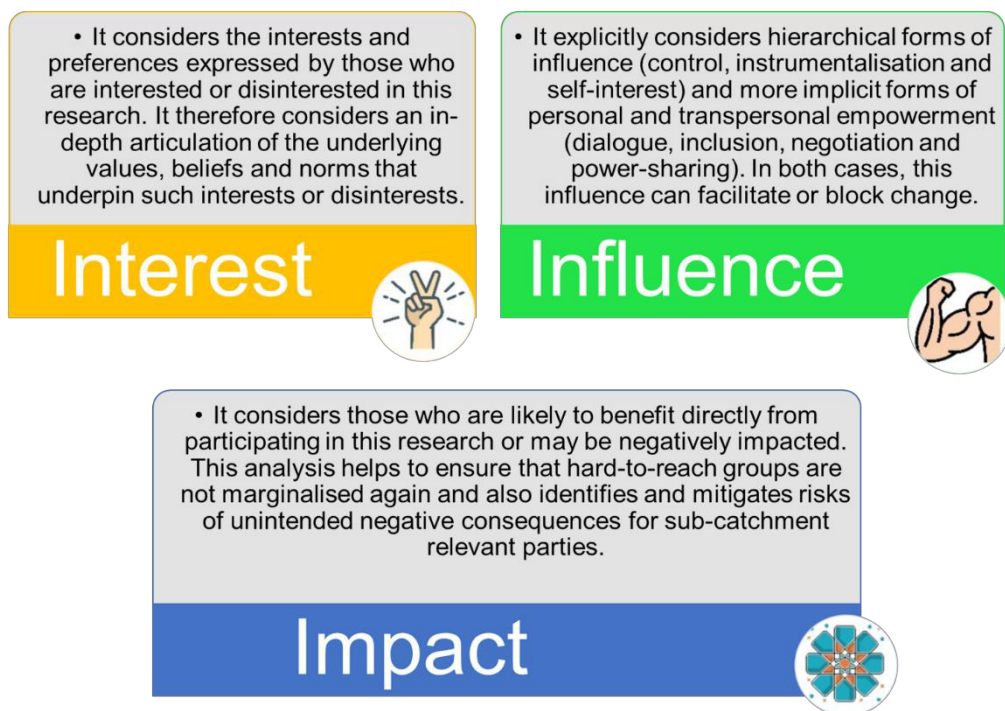 • It considers the interests and
preferences expressed by those who
are interested or disinterested in this
research. It therefore considers an in-
depth articulation of the underlying
values, beliefs and norms that
underpin such interests or disinterests.
Interest
• It explicitly considers hierarchical forms of
influence (control, instrumentalisation and
self-interest) and more implicit forms of
personal and transpersonal empowerment
(dialogue, inclusion, negotiation and
power-sharing). In both cases, this
influence can facilitate or block change.
Influence
• It considers those who are likely to benefit directly from
participating in this research or may be negatively impacted.
This analysis helps to ensure that hard-to-reach groups are
not marginalised again and also identifies and mitigates risks
of unintended negative consequences for sub-catchment
relevant parties.
Impact